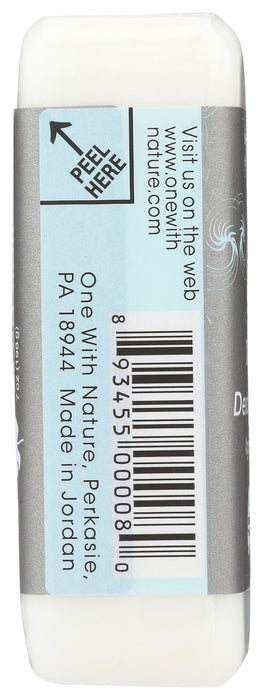 PEEL
HERE
Visit us on the web
www.onewith
nature.com
8 93455 00008 0
One With Nature, Perkasie,
PA 18944 Made in Jordan